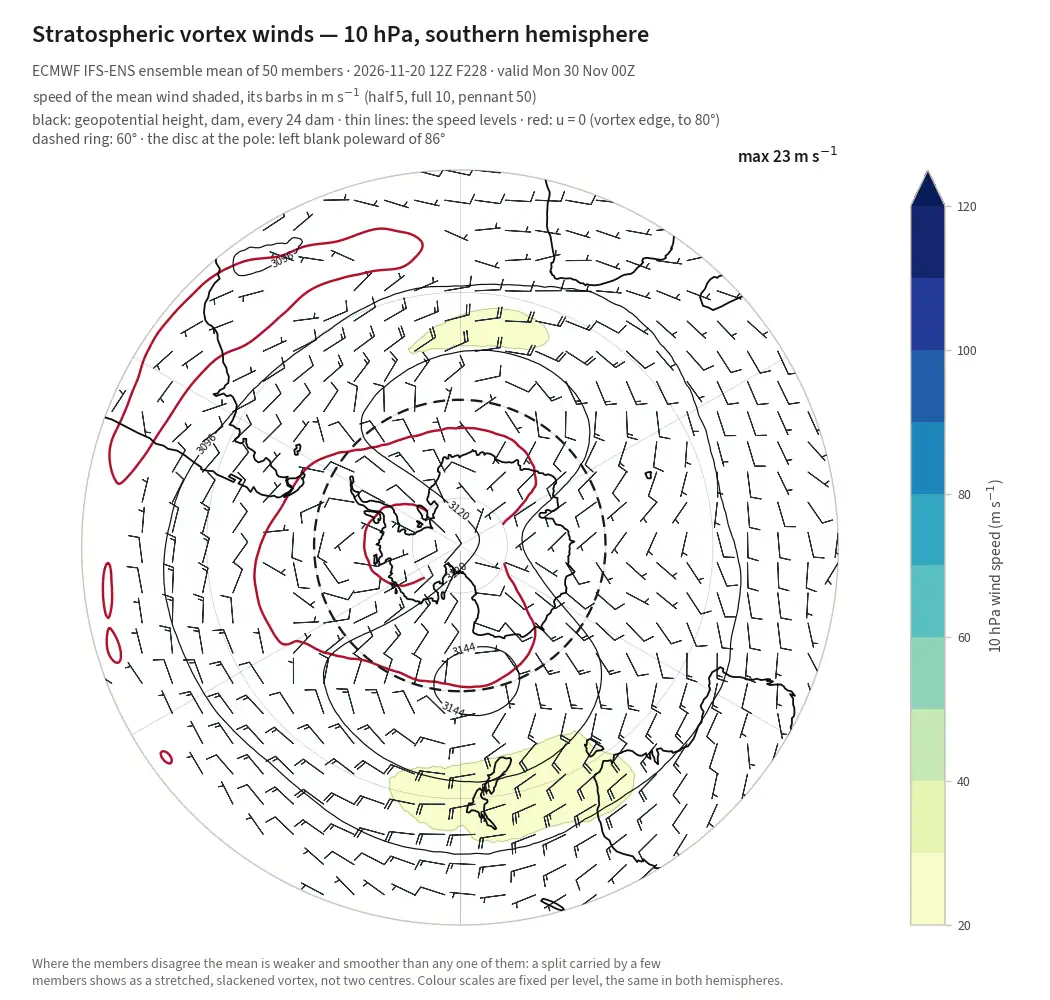 Stratospheric vortex winds — 10 hPa, southern hemisphere
ECMWF IFS-ENS ensemble mean of 50 members · 2026-11-20 12Z F228 · valid Mon 30 Nov 00Z
speed of the mean wind shaded, its barbs in m s⁻¹ (half 5, full 10, pennant 50)
black: geopotential height, dam, every 24 dam · thin lines: the speed levels · red: u = 0 (vortex edge, to 80°)
dashed ring: 60° · the disc at the pole: left blank poleward of 86°
max 23 m s⁻¹
120
100
80
60
40
20
10 hPa wind speed (m s⁻¹)
3096
3096
3120
3144
3144
Where the members disagree the mean is weaker and smoother than any one of them: a split carried by a few
members shows as a stretched, slackened vortex, not two centres. Colour scales are fixed per level, the same in both hemispheres.